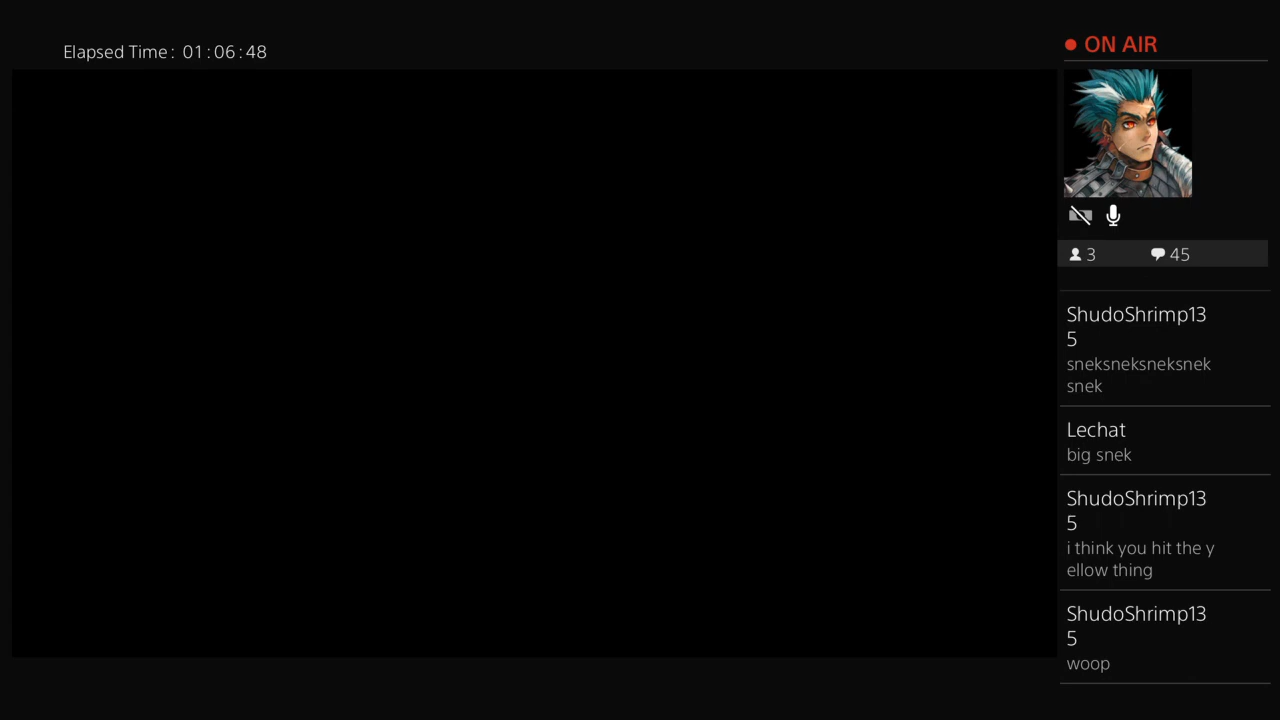 Elapsed Time: 01:06:48
ON AIR
3 45
ShudoShrimp13
5
sneksneksneksnek
snek
Lechat
big snek
ShudoShrimp13
5
i think you hit the y
ellow thing
ShudoShrimp13
5
woop